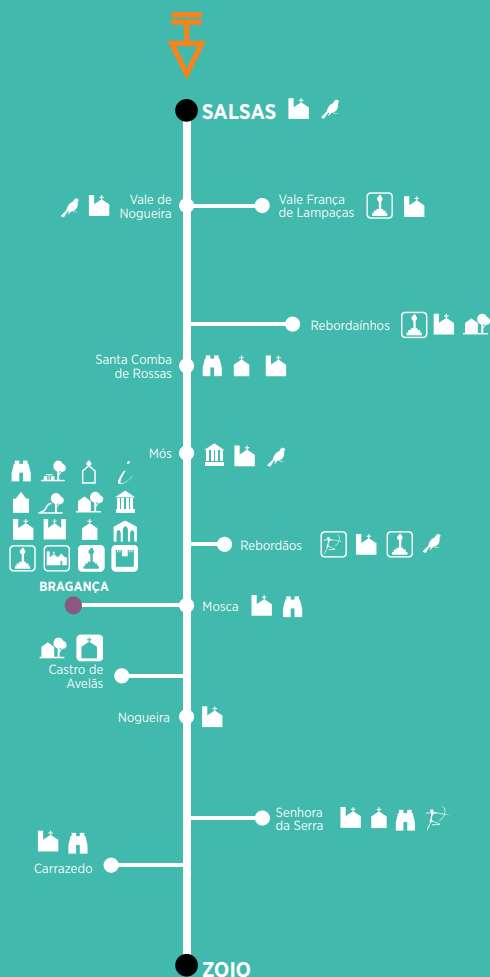 SALSAS
Vale de
Nogueira
Vale França
de Lampaças
Rebordaínhos
Santa Comba
de Rossas
Mós
i
Rebordãos
BRAGANÇA
Mosca
Castro de
Avelãs
Nogueira
Senhora
da Serra
Carrazedo
ZOIO